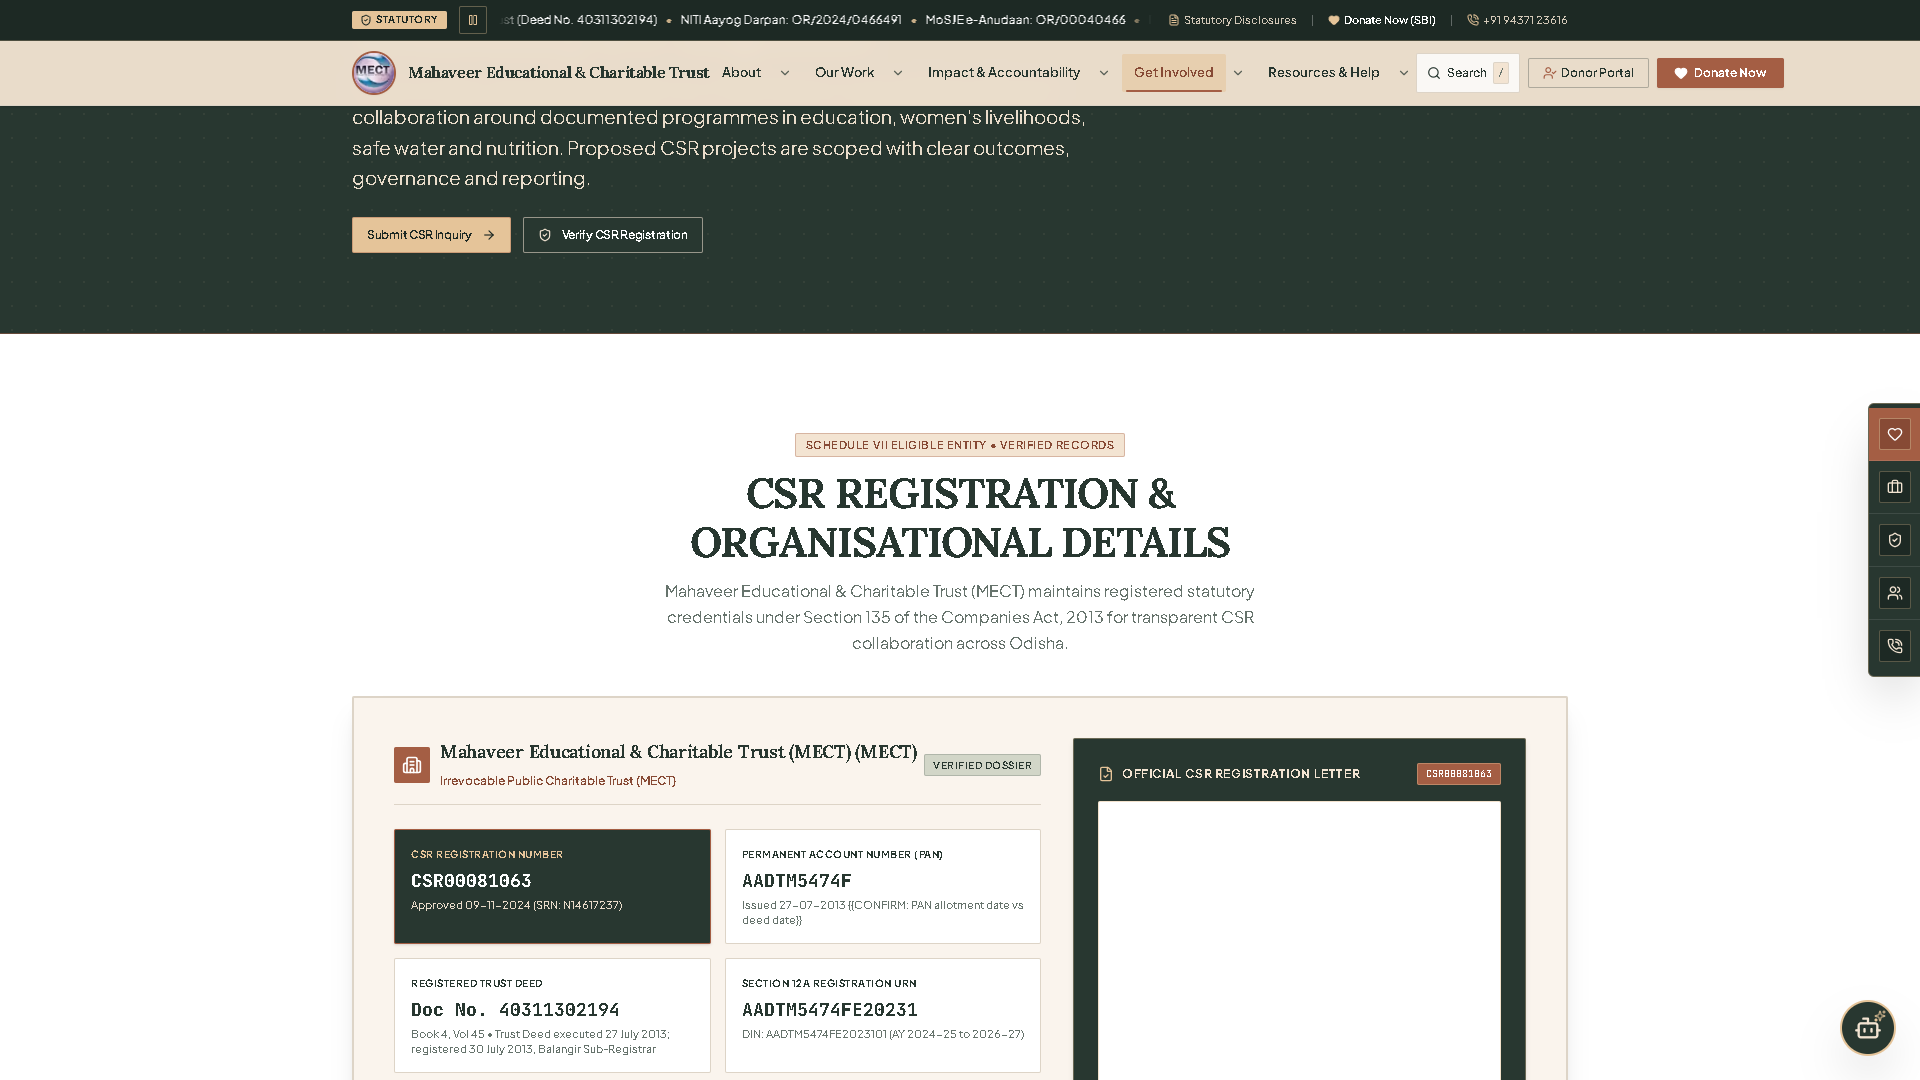 STATUTORY
st (Deed No. 40311302194) • NITI Aayog Darpan: OR/2024/0466491 • MoSJE e-Anudaan: OR/00040466 •
Statutory Disclosures
Donate Now (SBI)
+91 94371 23616
MECT
Mahaveer Educational & Charitable Trust
About
Our Work
Impact & Accountability
Get Involved
Resources & Help
Search /
Donor Portal
Donate Now
collaboration around documented programmes in education, women's livelihoods,
safe water and nutrition. Proposed CSR projects are scoped with clear outcomes,
governance and reporting.
Submit CSR Inquiry
Verify CSR Registration
SCHEDULE VII ELIGIBLE ENTITY • VERIFIED RECORDS
CSR REGISTRATION &
ORGANISATIONAL DETAILS
Mahaveer Educational & Charitable Trust (MECT) maintains registered statutory
credentials under Section 135 of the Companies Act, 2013 for transparent CSR
collaboration across Odisha.
Mahaveer Educational & Charitable Trust (MECT) (MECT)
Irrevocable Public Charitable Trust (MECT)
VERIFIED DOSSIER
OFFICIAL CSR REGISTRATION LETTER
CSR00081063
CSR REGISTRATION NUMBER
CSR00081063
Approved 09-11-2024 (SRN: N14617237)
PERMANENT ACCOUNT NUMBER (PAN)
AADTM5474F
Issued 27-07-2013 {{CONFIRM: PAN allotment date vs
deed date}}
REGISTERED TRUST DEED
Doc No. 40311302194
Book 4, Vol 45 • Trust Deed executed 27 July 2013;
registered 30 July 2013, Balangir Sub-Registrar
SECTION 12A REGISTRATION URN
AADTM5474FE20231
DIN: AADTM5474FE2023101 (AY 2024-25 to 2026-27)